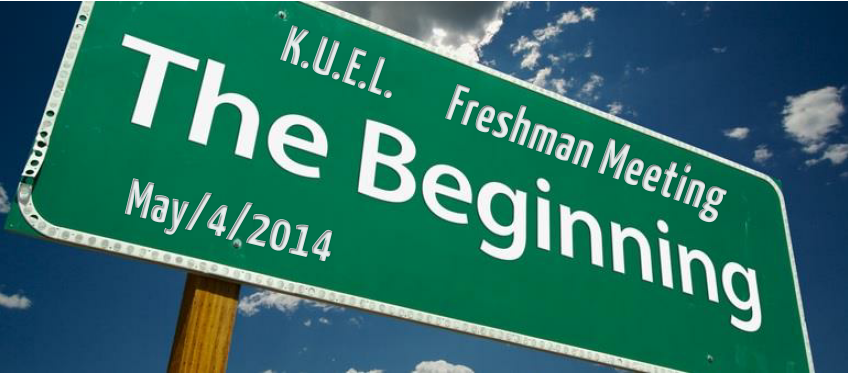 K.U.E.L. Freshman Meeting
The Beginning
May/4/2014